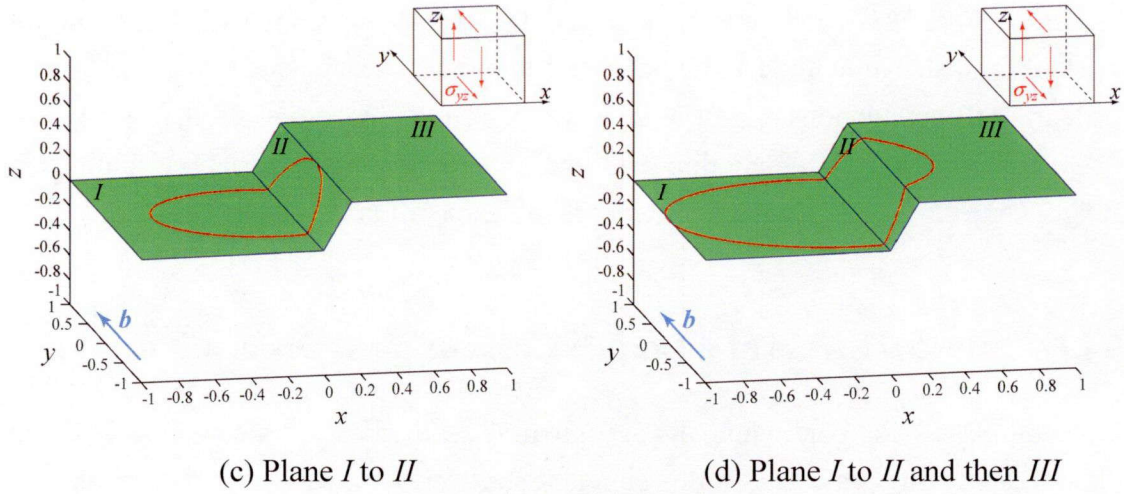 z
y
σyz
x
1
0.8
0.6
0.4
0.2
0
-0.2
-0.4
-0.6
-0.8
-1
z
I
II
III
1
0.5
0
-0.5
-1
y
b
-1 -0.8 -0.6 -0.4 -0.2 0 0.2 0.4 0.6 0.8 1
x
(c) Plane I to II
z
y
σyz
x
1
0.8
0.6
0.4
0.2
0
-0.2
-0.4
-0.6
-0.8
-1
z
I
II
III
1
0.5
0
-0.5
-1
y
b
-1 -0.8 -0.6 -0.4 -0.2 0 0.2 0.4 0.6 0.8 1
x
(d) Plane I to II and then III